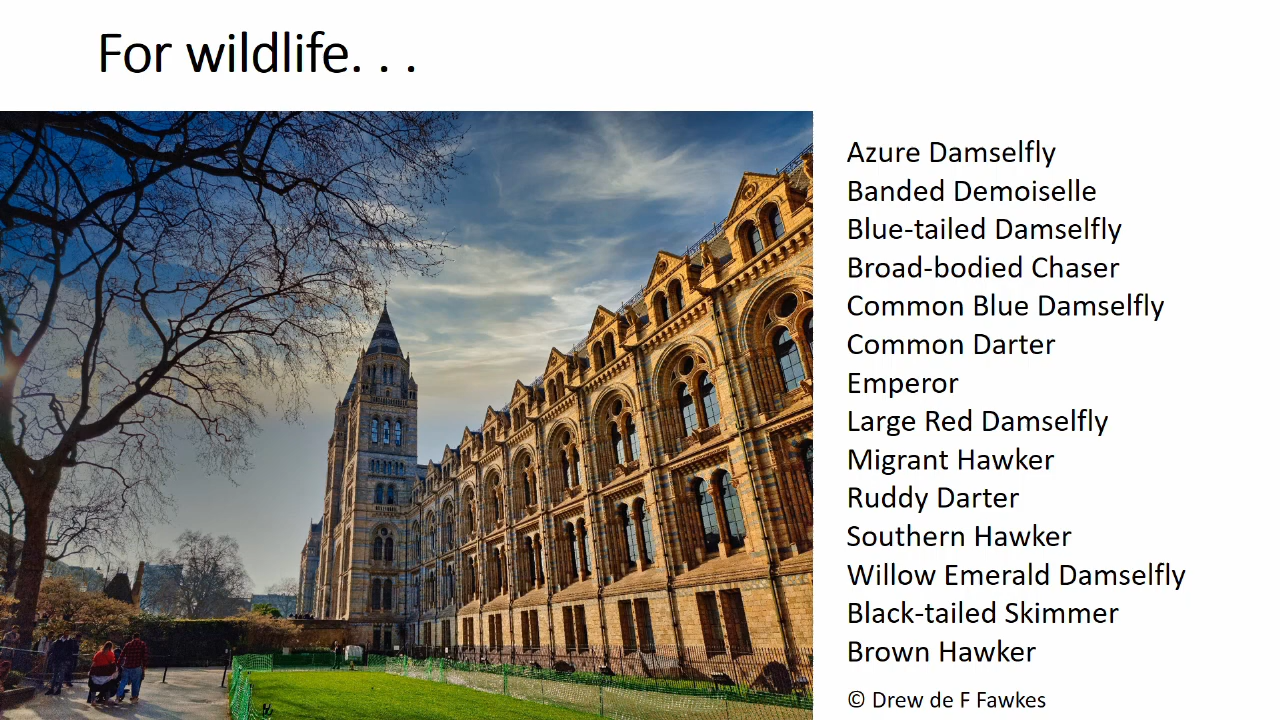 For wildlife. . .
Azure Damselfly
Banded Demoiselle
Blue-tailed Damselfly
Broad-bodied Chaser
Common Blue Damselfly
Common Darter
Emperor
Large Red Damselfly
Migrant Hawker
Ruddy Darter
Southern Hawker
Willow Emerald Damselfly
Black-tailed Skimmer
Brown Hawker
© Drew de F Fawkes